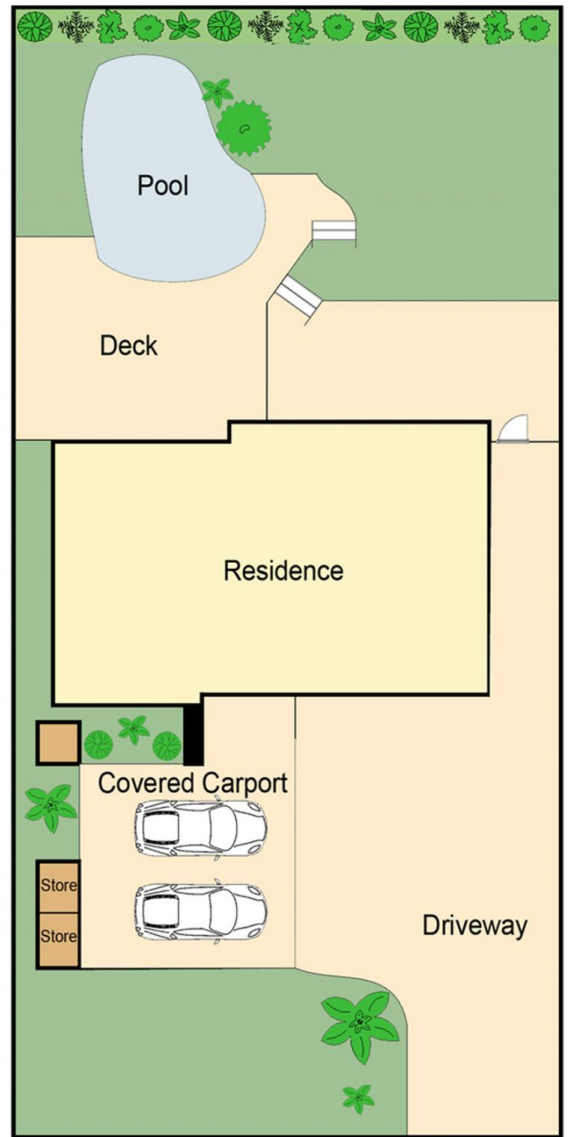 Pool
Deck
Residence
Covered Carport
Store
Store
Driveway